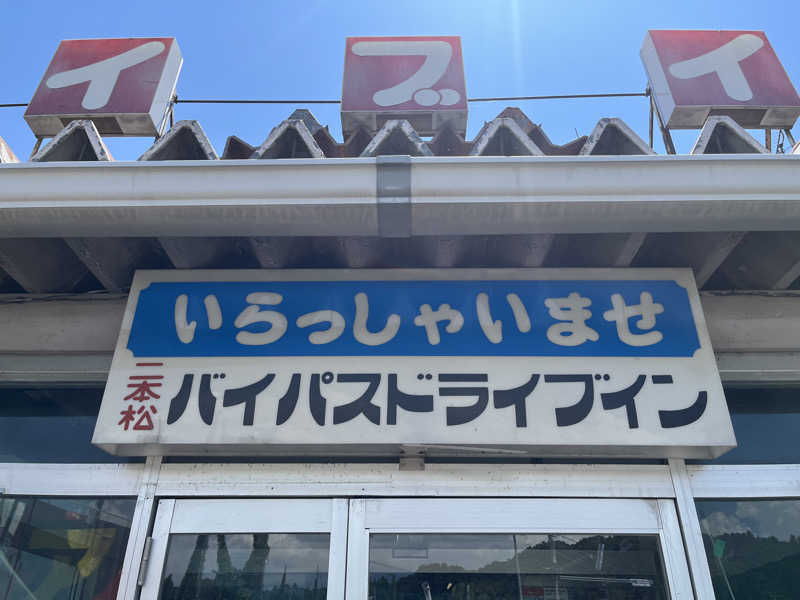 イ ブ イ
いらっしゃいませ
二本松
バイパスドライブイン